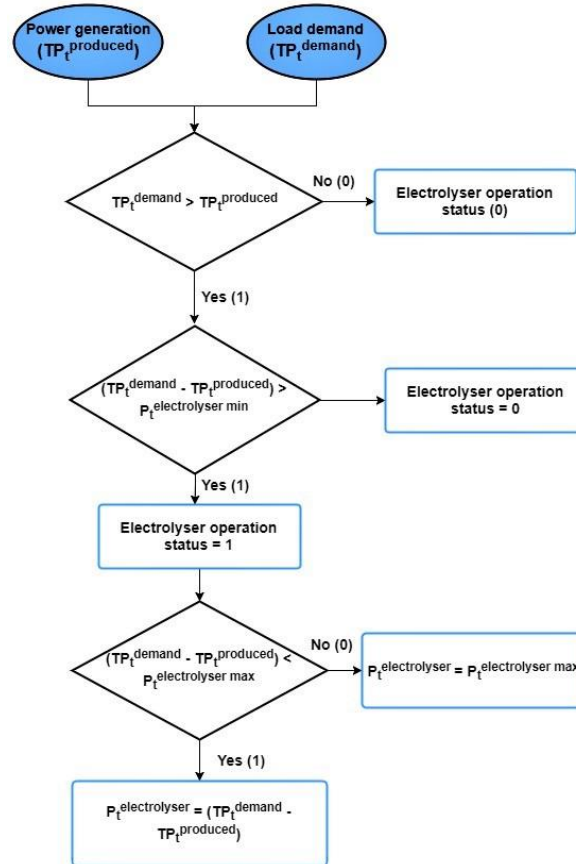 Power generation
(TPtproduced)
Load demand
(TPtdemand)
TPtdemand > TPtproduced
No (0)
Electrolyser operation
status (0)
Yes (1)
(TPtdemand - TPtproduced) >
Ptelectrolyser min
Electrolyser operation
status = 0
Yes (1)
Electrolyser operation
status = 1
(TPtdemand - TPtproduced) <
Ptelectrolyser max
No (0)
Ptelectrolyser = Ptelectrolyser max
Yes (1)
Ptelectrolyser = (TPtdemand -
TPtproduced)